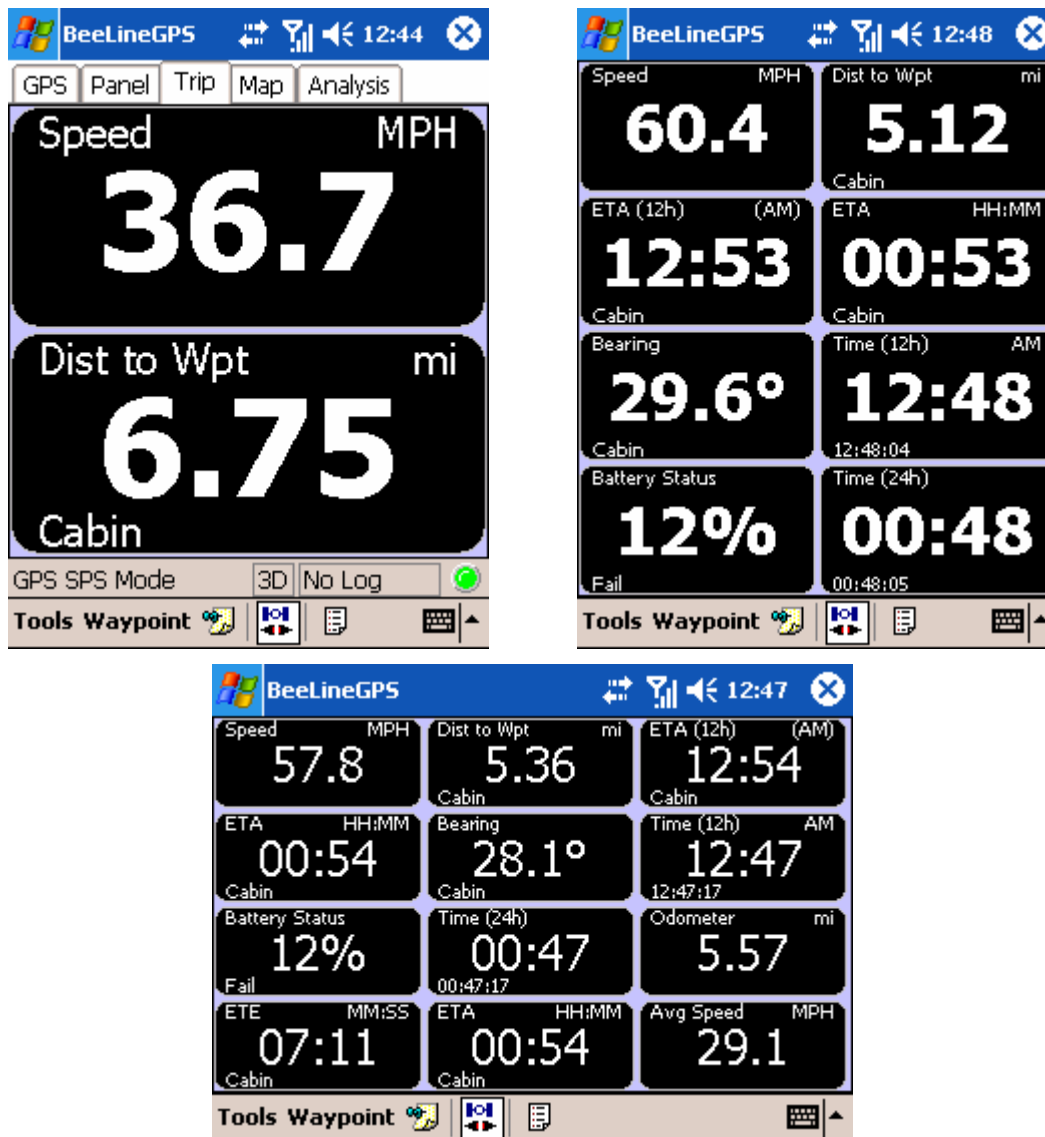 BeeLineGPS 12:44
GPS Panel Trip Map Analysis
Speed MPH
36.7
Dist to Wpt mi
6.75
Cabin
GPS SPS Mode 3D No Log
Tools Waypoint
BeeLineGPS 12:48
Speed MPH
60.4
Dist to Wpt mi
5.12
Cabin
ETA (12h) (AM)
12:53
Cabin
ETA HH:MM
00:53
Cabin
Bearing
29.6°
Cabin
Time (12h) AM
12:48
12:48:04
Battery Status
12%
Fail
Time (24h)
00:48
00:48:05
Tools Waypoint
BeeLineGPS 12:47
Speed MPH
57.8
Dist to Wpt mi
5.36
Cabin
ETA (12h) (AM)
12:54
Cabin
ETA HH:MM
00:54
Cabin
Bearing
28.1°
Cabin
Time (12h) AM
12:47
12:47:17
Battery Status
12%
Fail
Time (24h)
00:47
00:47:17
Odometer mi
5.57
ETE MM:SS
07:11
Cabin
ETA HH:MM
00:54
Cabin
Avg Speed MPH
29.1
Tools Waypoint